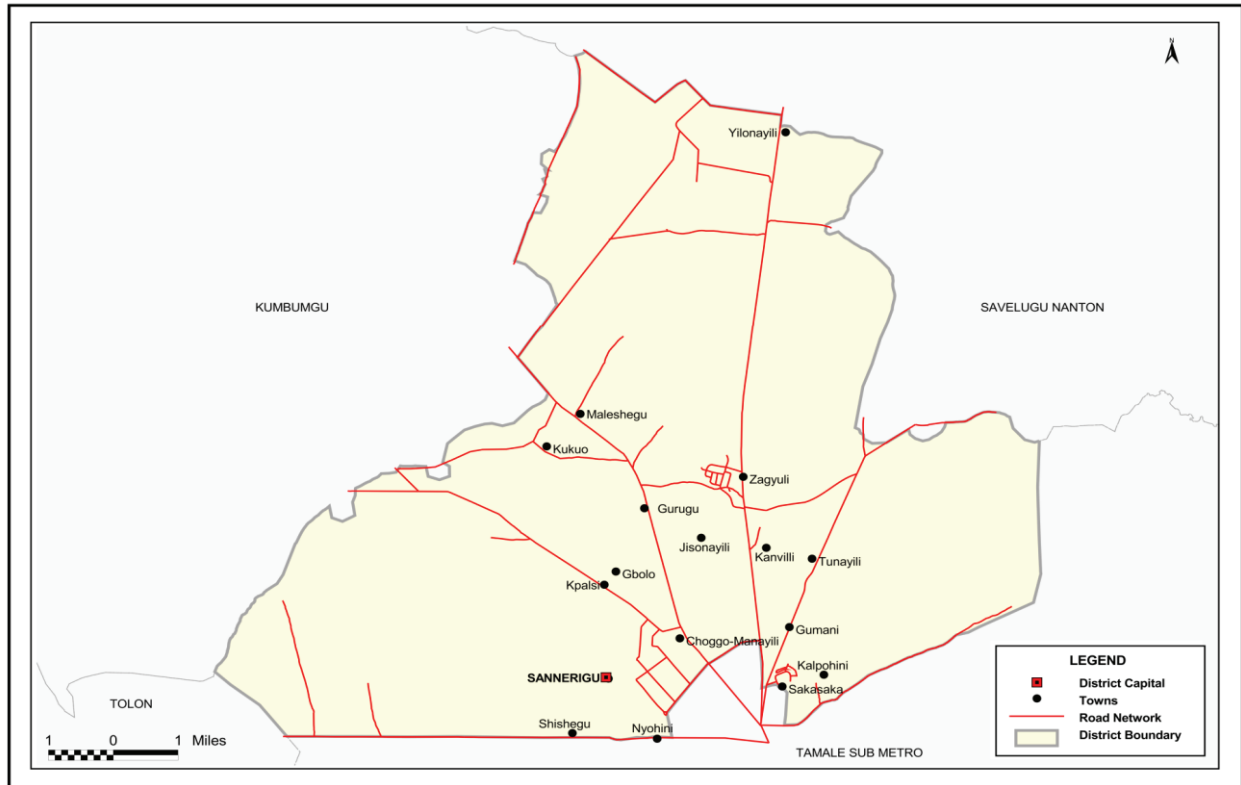 N
Yilonayili
KUMBUMGU
SAVELUGU NANTON
Maleshegu
Kukuo
Zagyuli
Gurugu
Jisonayili
Kanvilli
Tunayili
Gbolo
Kpalsi
Gumani
Choggo-Manayili
Kalpohini
SANNERIGU
Sakasaka
TOLON
Shishegu
Nyohini
1 0 1 Miles
TAMALE SUB METRO
LEGEND
District Capital
Towns
Road Network
District Boundary